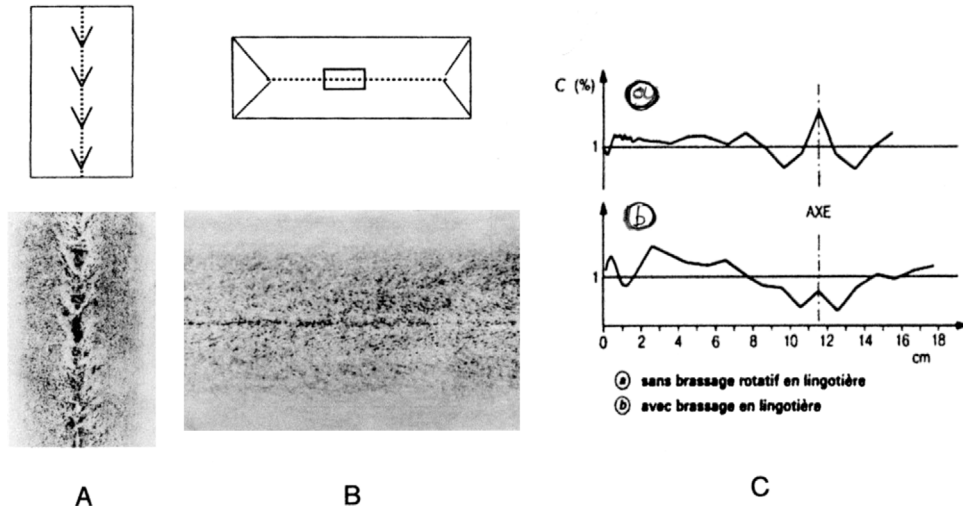 C (%)
a
1
AXE
b
1
0 2 4 6 8 10 12 14 16 18
cm
a sans brassage rotatif en lingotière
b avec brassage en lingotière
A B C